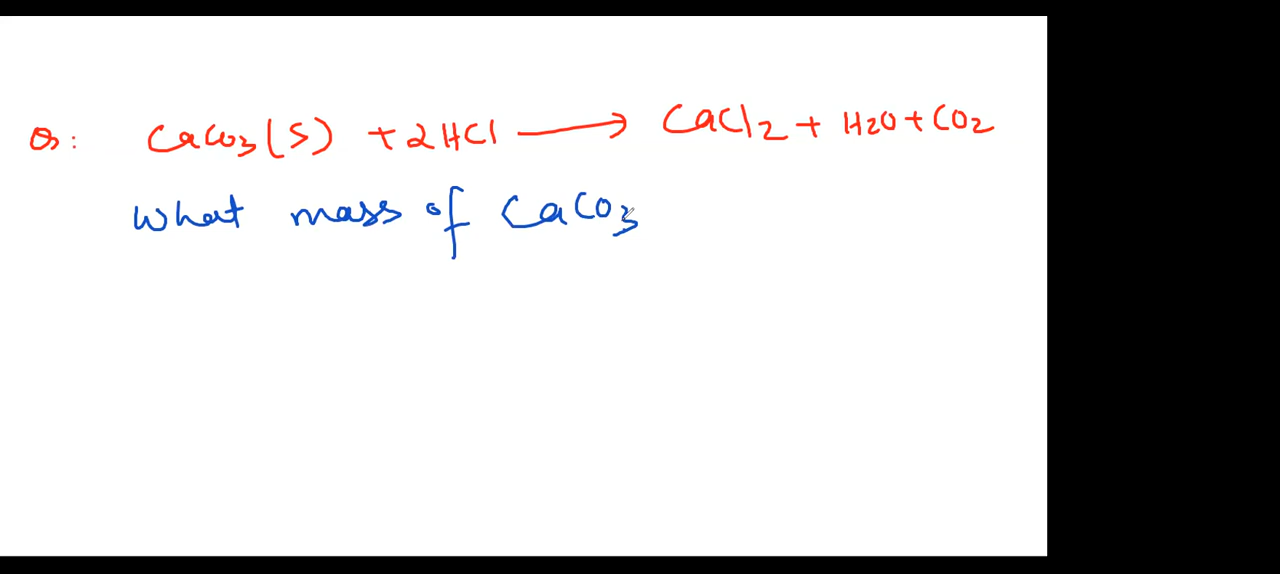 Q: CaCO3(S) + 2HCl ⟶ CaCl2 + H2O + CO2
What mass of CaCO3